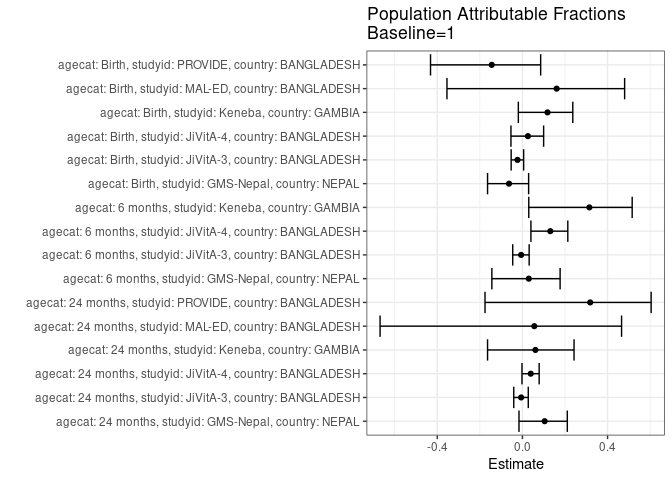 Population Attributable Fractions
Baseline=1
agecat: Birth, studyid: PROVIDE, country: BANGLADESH
agecat: Birth, studyid: MAL-ED, country: BANGLADESH
agecat: Birth, studyid: Keneba, country: GAMBIA
agecat: Birth, studyid: JiVitA-4, country: BANGLADESH
agecat: Birth, studyid: JiVitA-3, country: BANGLADESH
agecat: Birth, studyid: GMS-Nepal, country: NEPAL
agecat: 6 months, studyid: Keneba, country: GAMBIA
agecat: 6 months, studyid: JiVitA-4, country: BANGLADESH
agecat: 6 months, studyid: JiVitA-3, country: BANGLADESH
agecat: 6 months, studyid: GMS-Nepal, country: NEPAL
agecat: 24 months, studyid: PROVIDE, country: BANGLADESH
agecat: 24 months, studyid: MAL-ED, country: BANGLADESH
agecat: 24 months, studyid: Keneba, country: GAMBIA
agecat: 24 months, studyid: JiVitA-4, country: BANGLADESH
agecat: 24 months, studyid: JiVitA-3, country: BANGLADESH
agecat: 24 months, studyid: GMS-Nepal, country: NEPAL
-0.4 0.0 0.4
Estimate